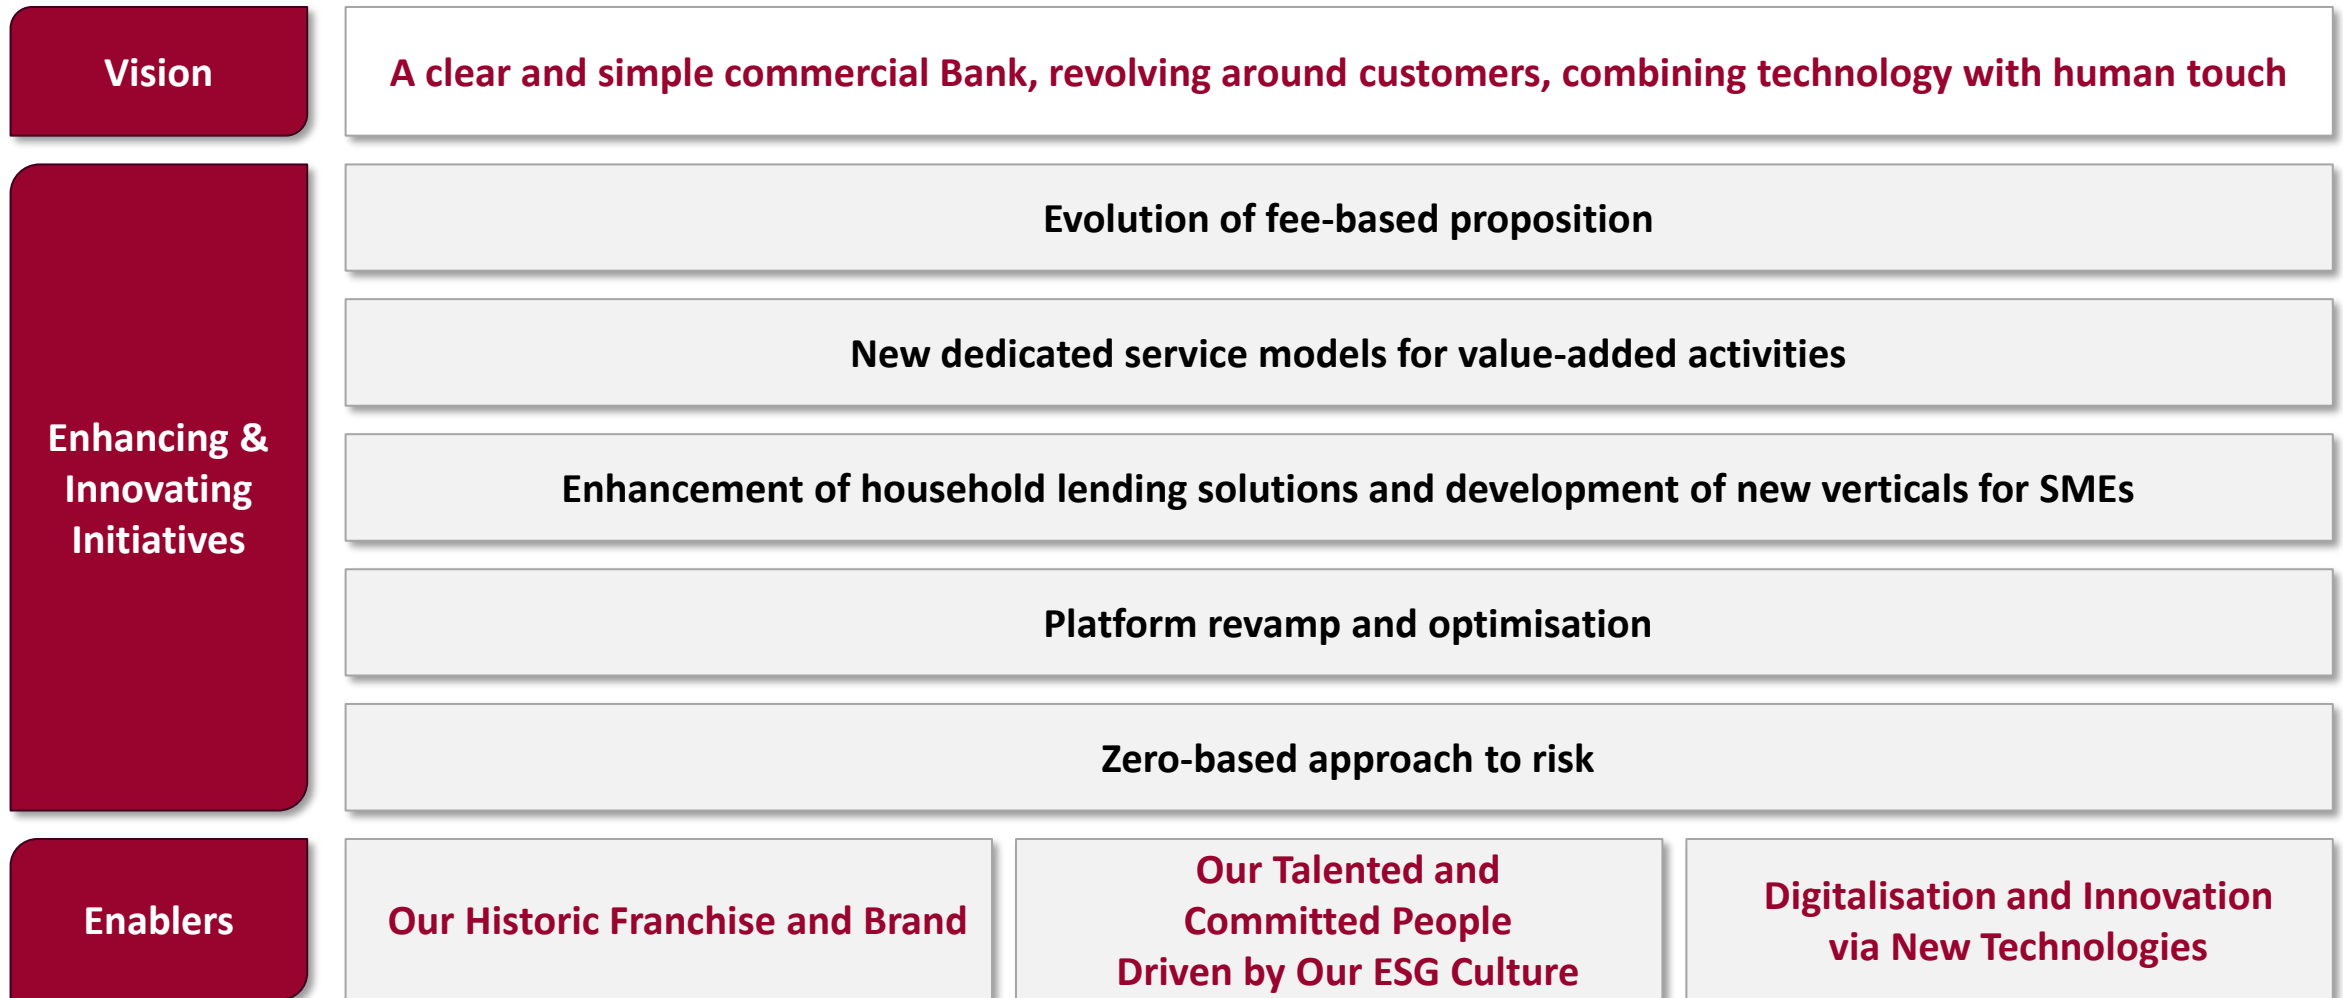 Vision
A clear and simple commercial Bank, revolving around customers, combining technology with human touch
Enhancing &
Innovating
Initiatives
Evolution of fee-based proposition
New dedicated service models for value-added activities
Enhancement of household lending solutions and development of new verticals for SMEs
Platform revamp and optimisation
Zero-based approach to risk
Enablers
Our Historic Franchise and Brand
Our Talented and
Committed People
Driven by Our ESG Culture
Digitalisation and Innovation
via New Technologies